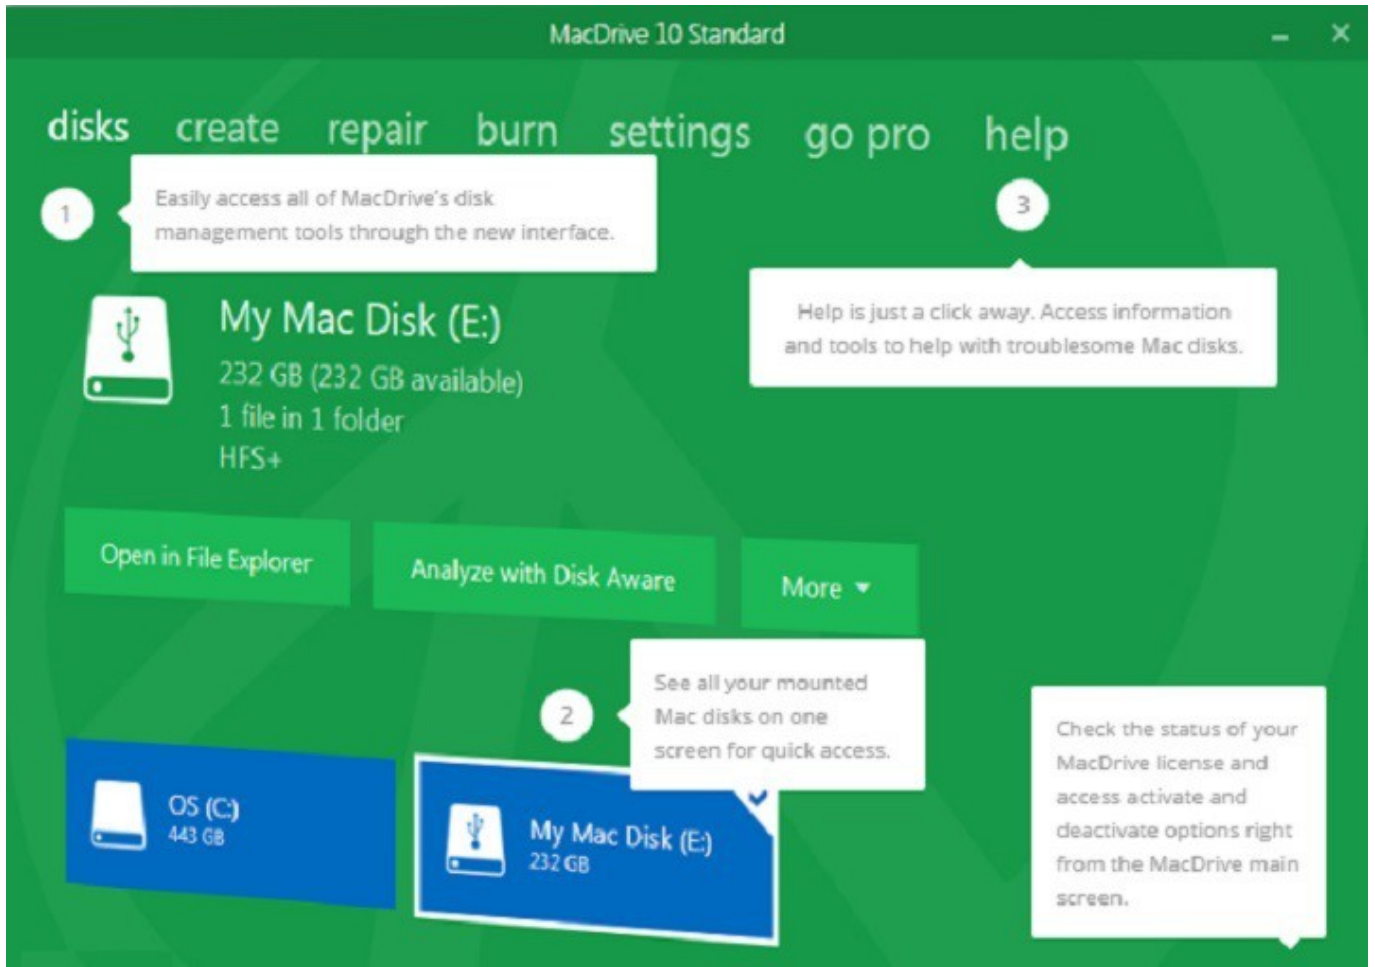 MacDrive 10 Standard
disks create repair burn settings go pro help
1
Easily access all of MacDrive's disk
management tools through the new interface.
3
Help is just a click away. Access information
and tools to help with troublesome Mac disks.
My Mac Disk (E:)
232 GB (232 GB available)
1 file in 1 folder
HFS+
Open in File Explorer
Analyze with Disk Aware
More
2
See all your mounted
Mac disks on one
screen for quick access.
OS (C:)
443 GB
My Mac Disk (E:)
232 GB
Check the status of your
MacDrive license and
access activate and
deactivate options right
from the MacDrive main
screen.